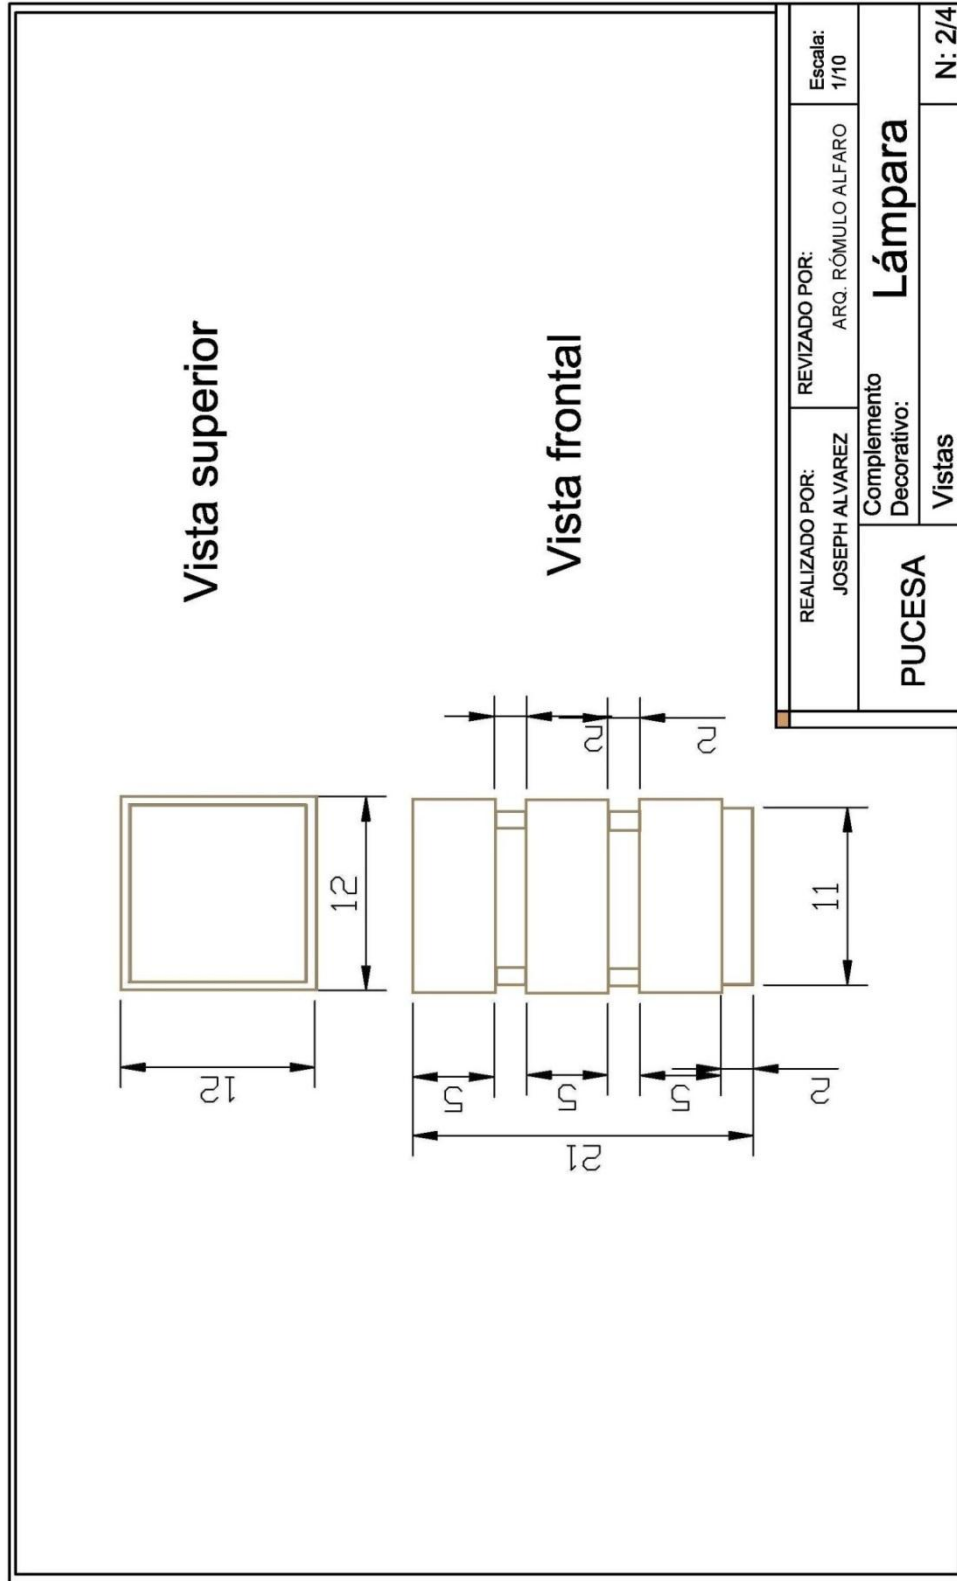 Vista superior
12
12
Vista frontal
2
2
5
5
5
2
21
11
REALIZADO POR:
JOSEPH ALVAREZ
REVIZADO POR:
ARQ. RÓMULO ALFARO
Escala:
1/10
PUCESA
Complemento
Decorativo:
Lámpara
Vistas
N: 2/4